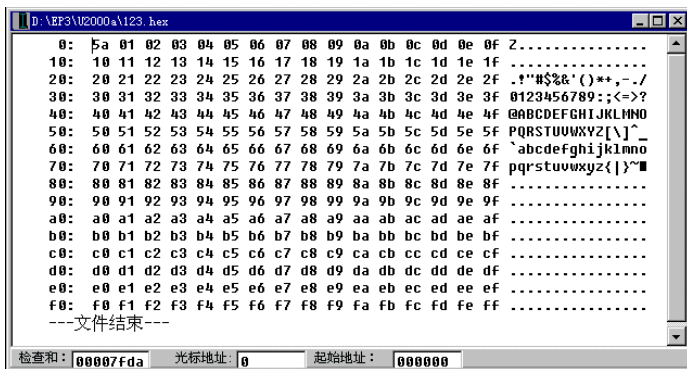 D:\EP3\U2000a\123.hex
0: 5a 01 02 03 04 05 06 07 08 09 0a 0b 0c 0d 0e 0f Z...............
10: 10 11 12 13 14 15 16 17 18 19 1a 1b 1c 1d 1e 1f ................
20: 20 21 22 23 24 25 26 27 28 29 2a 2b 2c 2d 2e 2f .!"#$%&'()*+,-./
30: 30 31 32 33 34 35 36 37 38 39 3a 3b 3c 3d 3e 3f 0123456789:;<=>?
40: 40 41 42 43 44 45 46 47 48 49 4a 4b 4c 4d 4e 4f @ABCDEFGHIJKLMNO
50: 50 51 52 53 54 55 56 57 58 59 5a 5b 5c 5d 5e 5f PQRSTUVWXYZ[\]^_
60: 60 61 62 63 64 65 66 67 68 69 6a 6b 6c 6d 6e 6f `abcdefghijklmno
70: 70 71 72 73 74 75 76 77 78 79 7a 7b 7c 7d 7e 7f pqrstuvwxyz{|}~■
80: 80 81 82 83 84 85 86 87 88 89 8a 8b 8c 8d 8e 8f ................
90: 90 91 92 93 94 95 96 97 98 99 9a 9b 9c 9d 9e 9f ................
a0: a0 a1 a2 a3 a4 a5 a6 a7 a8 a9 aa ab ac ad ae af ................
b0: b0 b1 b2 b3 b4 b5 b6 b7 b8 b9 ba bb bc bd be bf ................
c0: c0 c1 c2 c3 c4 c5 c6 c7 c8 c9 ca cb cc cd ce cf ................
d0: d0 d1 d2 d3 d4 d5 d6 d7 d8 d9 da db dc dd de df ................
e0: e0 e1 e2 e3 e4 e5 e6 e7 e8 e9 ea eb ec ed ee ef ................
f0: f0 f1 f2 f3 f4 f5 f6 f7 f8 f9 fa fb fc fd fe ff ................
---文件结束---
检查和: 00007fda 光标地址: 0 起始地址: 000000